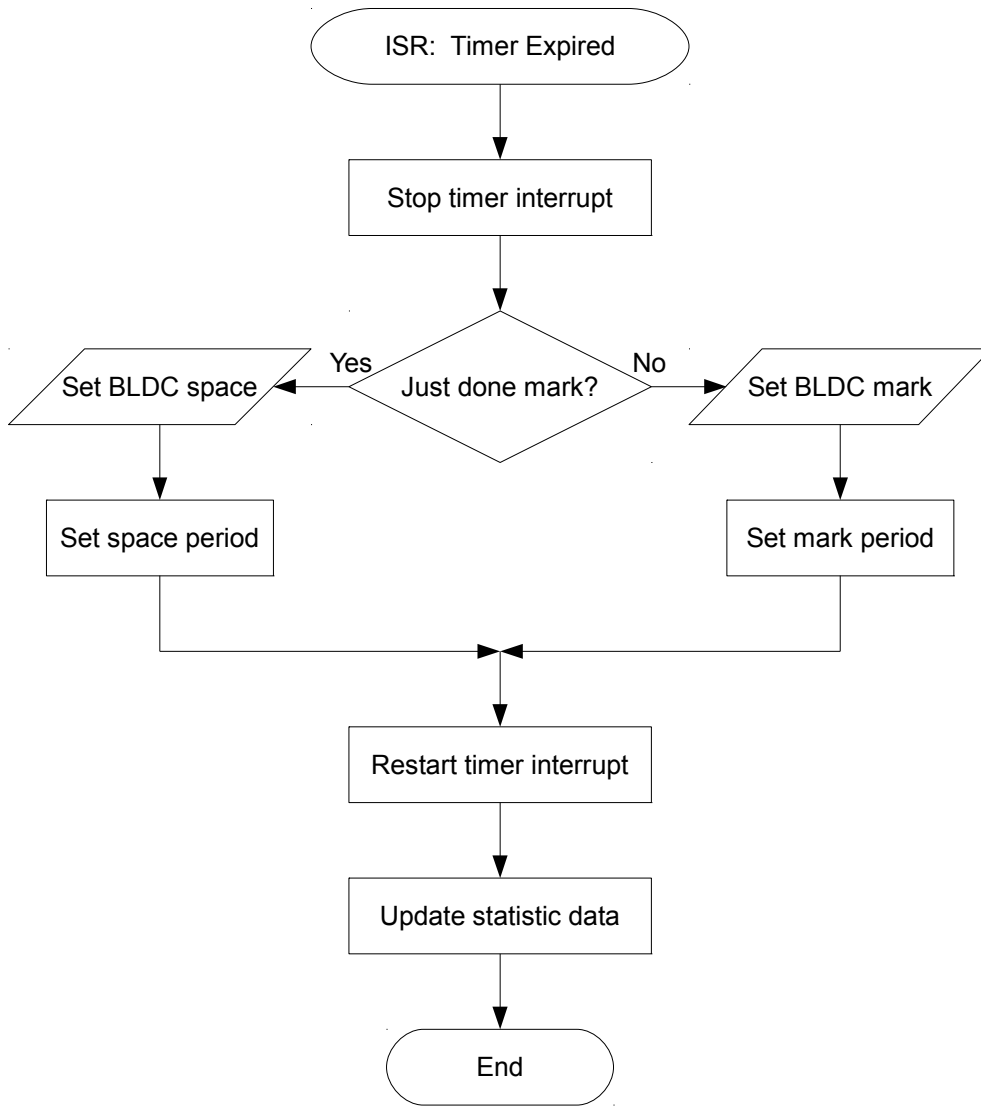 ISR:  Timer Expired
Stop timer interrupt
Yes
No
Set BLDC space
Just done mark?
Set BLDC mark
Set space period
Set mark period
Restart timer interrupt
Update statistic data
End